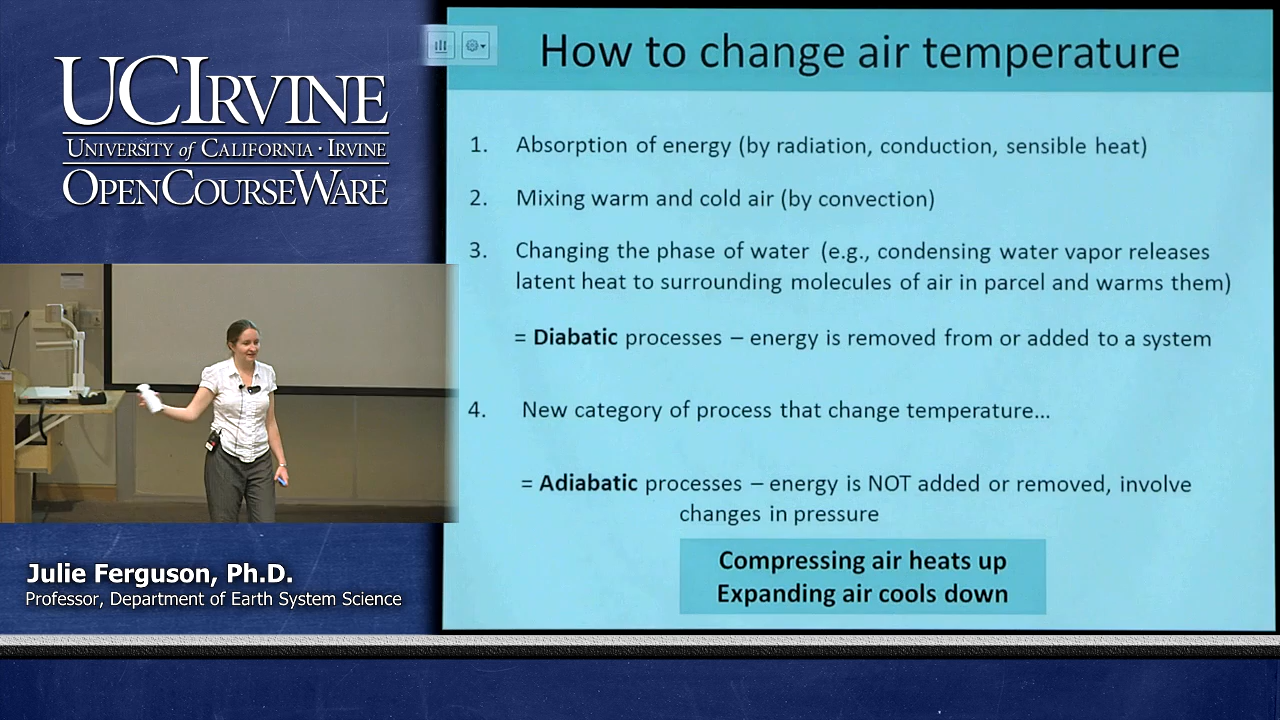 UCIRVINE
UNIVERSITY of CALIFORNIA · IRVINE
OPENCOURSEWARE
How to change air temperature
1. Absorption of energy (by radiation, conduction, sensible heat)
2. Mixing warm and cold air (by convection)
3. Changing the phase of water (e.g., condensing water vapor releases
latent heat to surrounding molecules of air in parcel and warms them)
= Diabatic processes – energy is removed from or added to a system
4. New category of process that change temperature...
= Adiabatic processes – energy is NOT added or removed, involve
changes in pressure
Compressing air heats up
Expanding air cools down
Julie Ferguson, Ph.D.
Professor, Department of Earth System Science